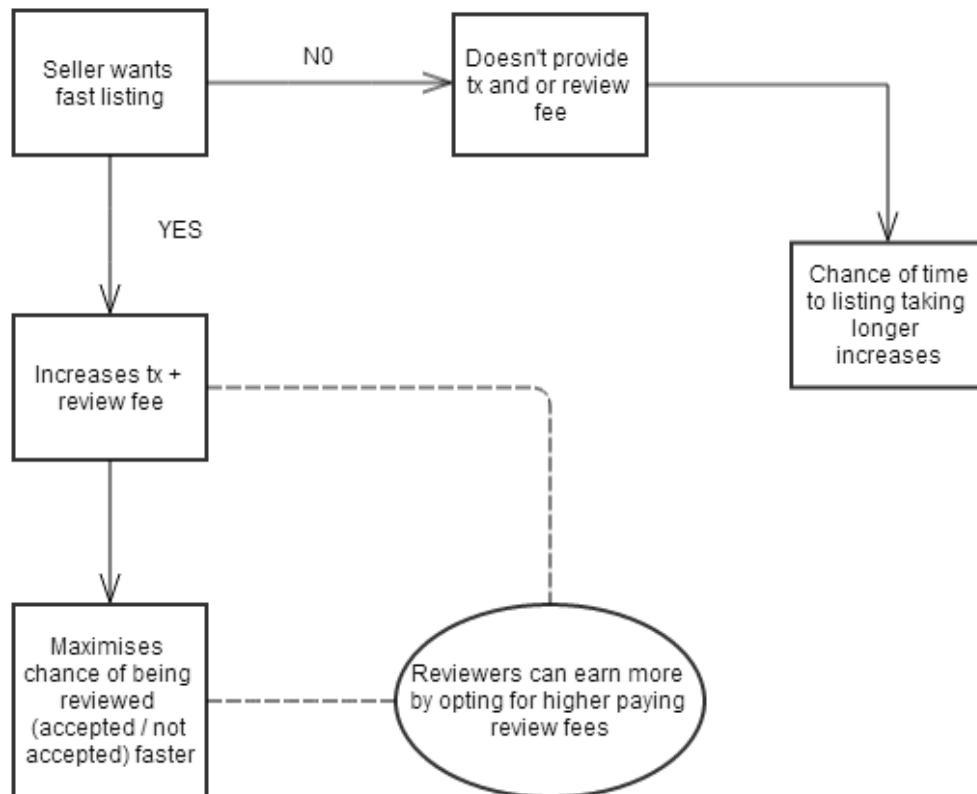 Seller wants
fast listing
N0
Doesn't provide
tx and or review
fee
YES
Chance of time
to listing taking
longer
increases
Increases tx +
review fee
Maximises
chance of being
reviewed
(accepted / not
accepted) faster
Reviewers can earn more
by opting for higher paying
review fees